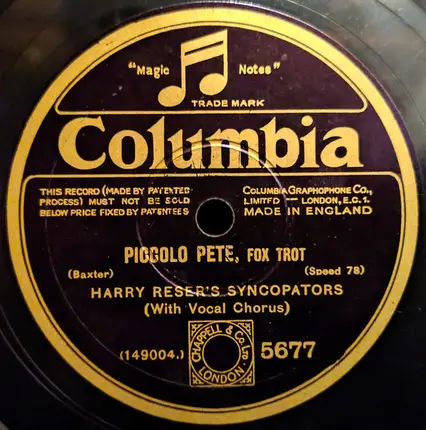 "Magic Notes"
TRADE MARK
Columbia
THIS RECORD (MADE BY PATENTED
PROCESS) MUST NOT BE SOLD
BELOW PRICE FIXED BY PATENTEES
COLUMBIA GRAPHOPHONE CO.,
LIMITED — LONDON, E.C. 1.
MADE IN ENGLAND
PICCOLO PETE, FOX TROT
(Baxter) (Speed 78)
HARRY RESER'S SYNCOPATORS
(With Vocal Chorus)
(149004.)
CHAPPELL & Co Ltd
LONDON
5677